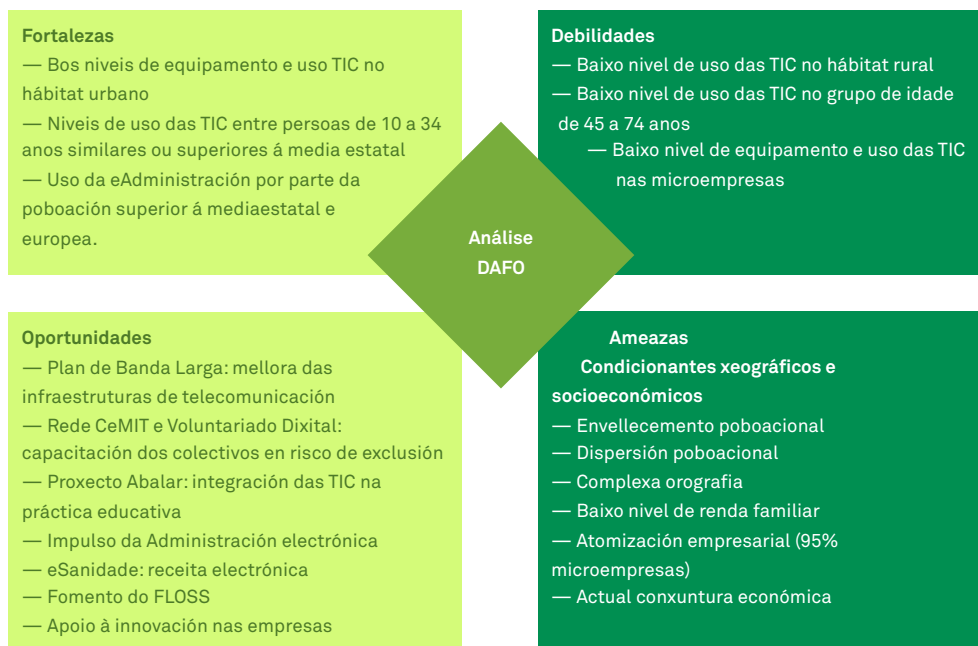 Fortalezas
— Bos niveis de equipamento e uso TIC no
hábitat urbano
— Niveis de uso das TIC entre persoas de 10 a 34
anos similares ou superiores á media estatal
— Uso da eAdministración por parte da
poboación superior á mediaestatal e
europea.
Debilidades
— Baixo nivel de uso das TIC no hábitat rural
— Baixo nivel de uso das TIC no grupo de idade
de 45 a 74 anos
— Baixo nivel de equipamento e uso das TIC
nas microempresas
Análise
DAFO
Oportunidades
— Plan de Banda Larga: mellora das
infraestruturas de telecomunicación
— Rede CeMIT e Voluntariado Dixital:
capacitación dos colectivos en risco de exclusión
— Proxecto Abalar: integración das TIC na
práctica educativa
— Impulso da Administración electrónica
— eSanidade: receita electrónica
— Fomento do FLOSS
— Apoio à innovación nas empresas
Ameazas
Condicionantes xeográficos e
socioeconómicos
— Envellecemento poboacional
— Dispersión poboacional
— Complexa orografia
— Baixo nivel de renda familiar
— Atomización empresarial (95%
microempresas)
— Actual conxuntura económica